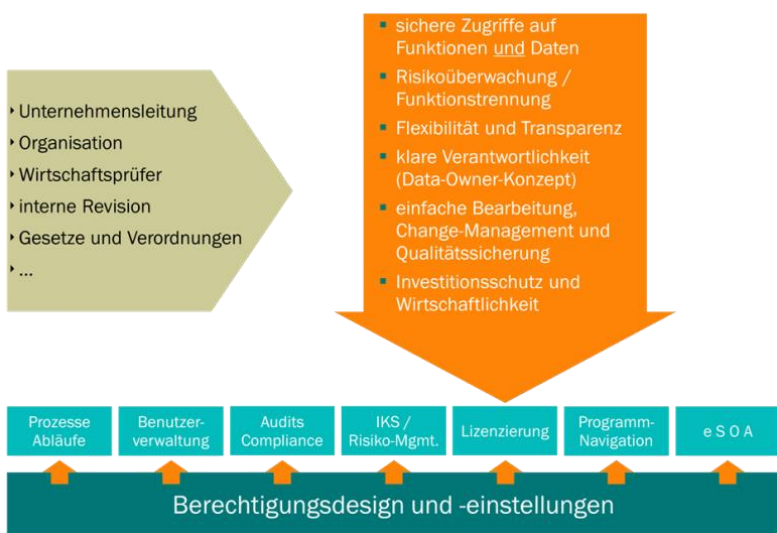 Unternehmensleitung
Organisation
Wirtschaftsprüfer
interne Revision
Gesetze und Verordnungen
...
sichere Zugriffe auf
Funktionen und Daten
Risikoüberwachung /
Funktionstrennung
Flexibilität und Transparenz
klare Verantwortlichkeit
(Data-Owner-Konzept)
einfache Bearbeitung,
Change-Management und
Qualitätssicherung
Investitionsschutz und
Wirtschaftlichkeit
Prozesse
Abläufe
Benutzer-
verwaltung
Audits
Compliance
IKS /
Risiko-Mgmt.
Lizenzierung
Programm-
Navigation
e S O A
Berechtigungsdesign und -einstellungen